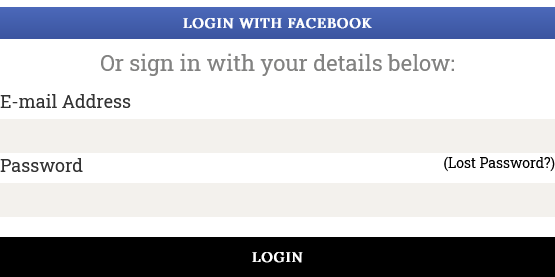 LOGIN WITH FACEBOOK
Or sign in with your details below:
E-mail Address
Password (Lost Password?)
LOGIN